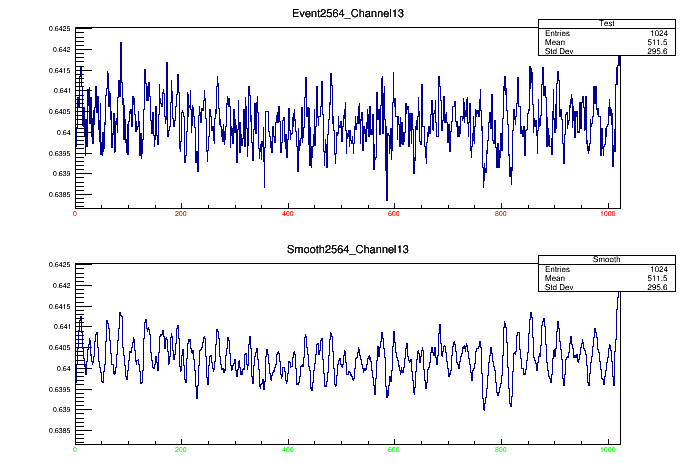 Event2564_Channel13
Test
Entries 1024
Mean 511.5
Std Dev 295.6
0.6425
0.642
0.6415
0.641
0.6405
0.64
0.6395
0.639
0.6385
0 200 400 600 800 1000
Smooth2564_Channel13
Smooth
Entries 1024
Mean 511.5
Std Dev 295.6
0.6425
0.642
0.6415
0.641
0.6405
0.64
0.6395
0.639
0.6385
0 200 400 600 800 1000